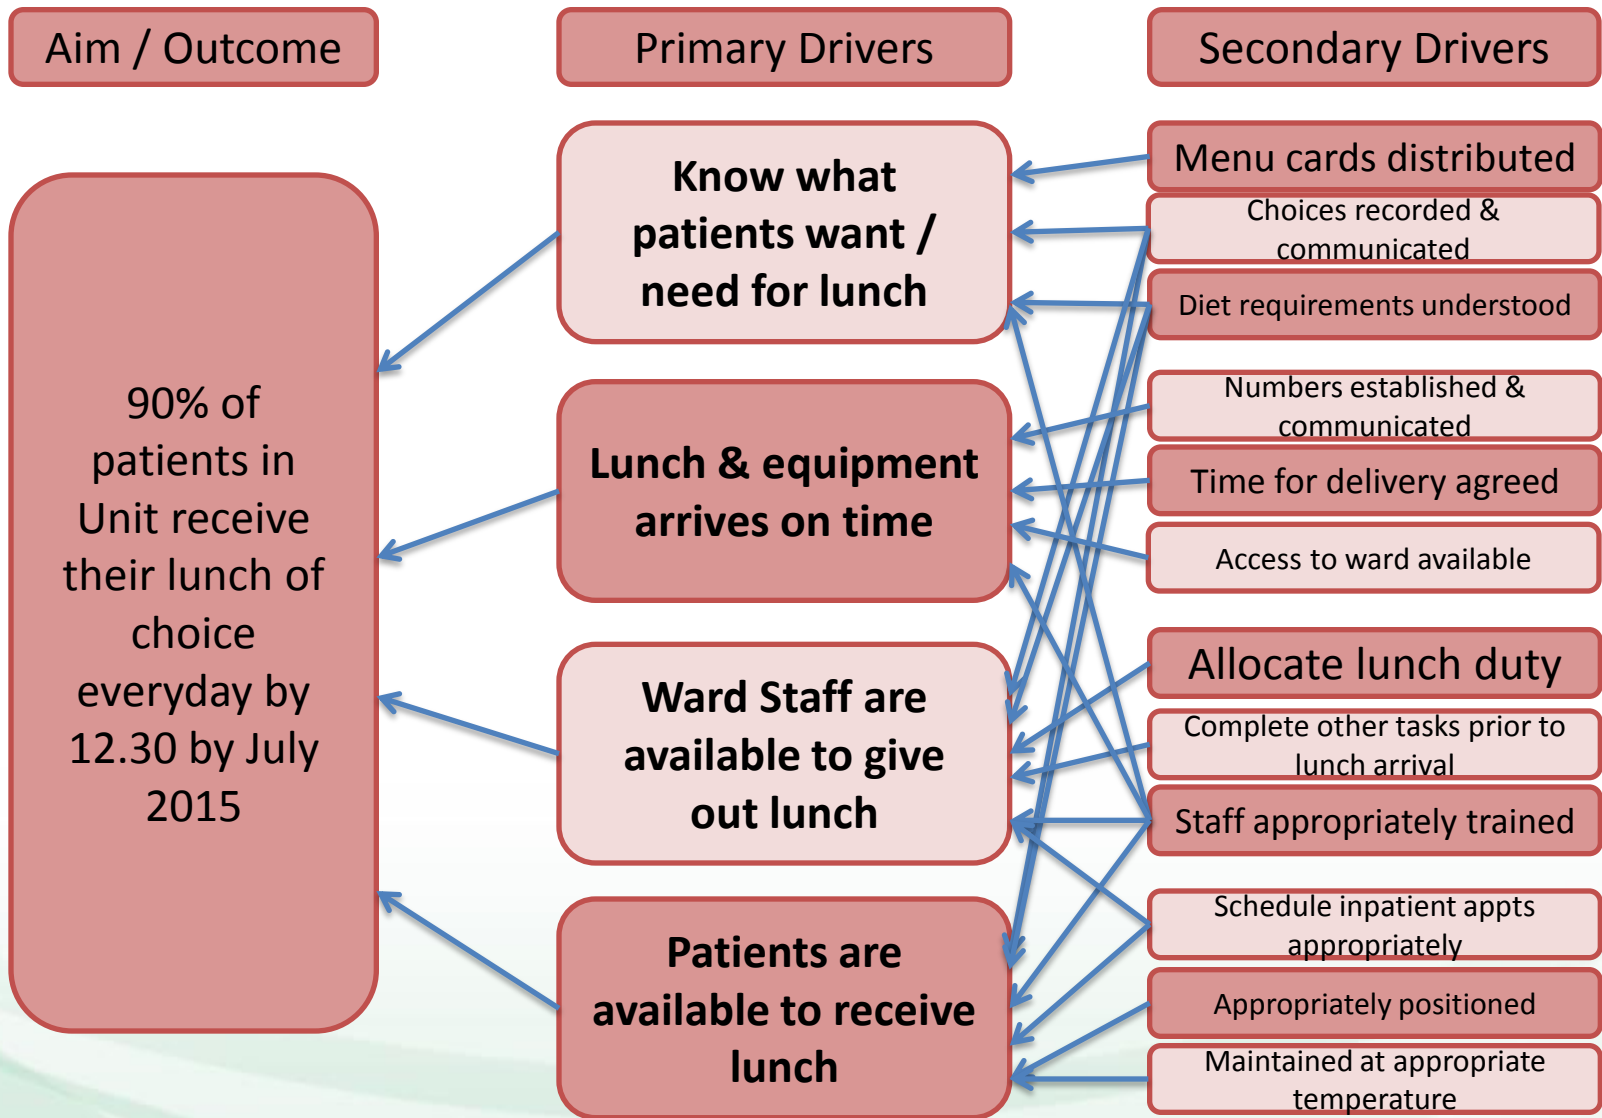 Aim / Outcome
Primary Drivers
Secondary Drivers
90% of
patients in
Unit receive
their lunch of
choice
everyday by
12.30 by July
2015
Know what
patients want /
need for lunch
Lunch & equipment
arrives on time
Ward Staff are
available to give
out lunch
Patients are
available to receive
lunch
Menu cards distributed
Choices recorded &
communicated
Diet requirements understood
Numbers established &
communicated
Time for delivery agreed
Access to ward available
Allocate lunch duty
Complete other tasks prior to
lunch arrival
Staff appropriately trained
Schedule inpatient appts
appropriately
Appropriately positioned
Maintained at appropriate
temperature